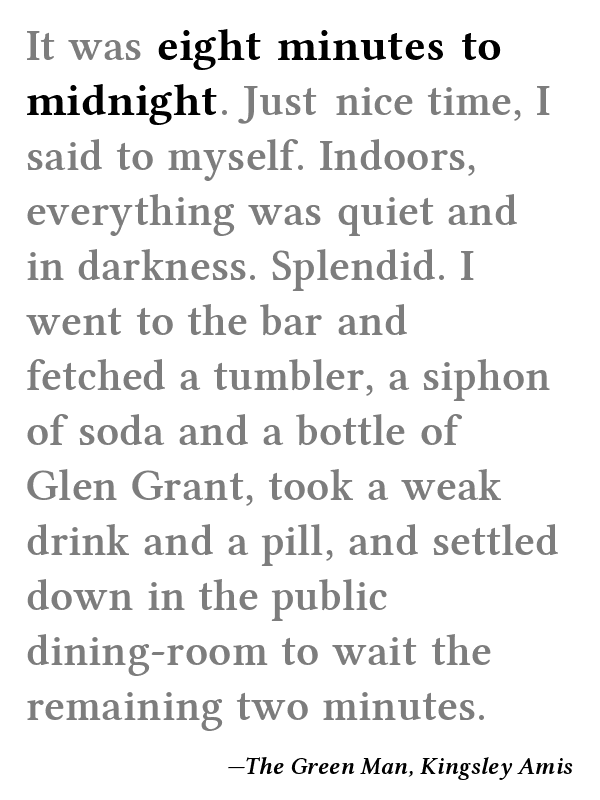 It was eight minutes to
midnight. Just nice time, I
said to myself. Indoors,
everything was quiet and
in darkness. Splendid. I
went to the bar and
fetched a tumbler, a siphon
of soda and a bottle of
Glen Grant, took a weak
drink and a pill, and settled
down in the public
dining-room to wait the
remaining two minutes.
—The Green Man, Kingsley Amis